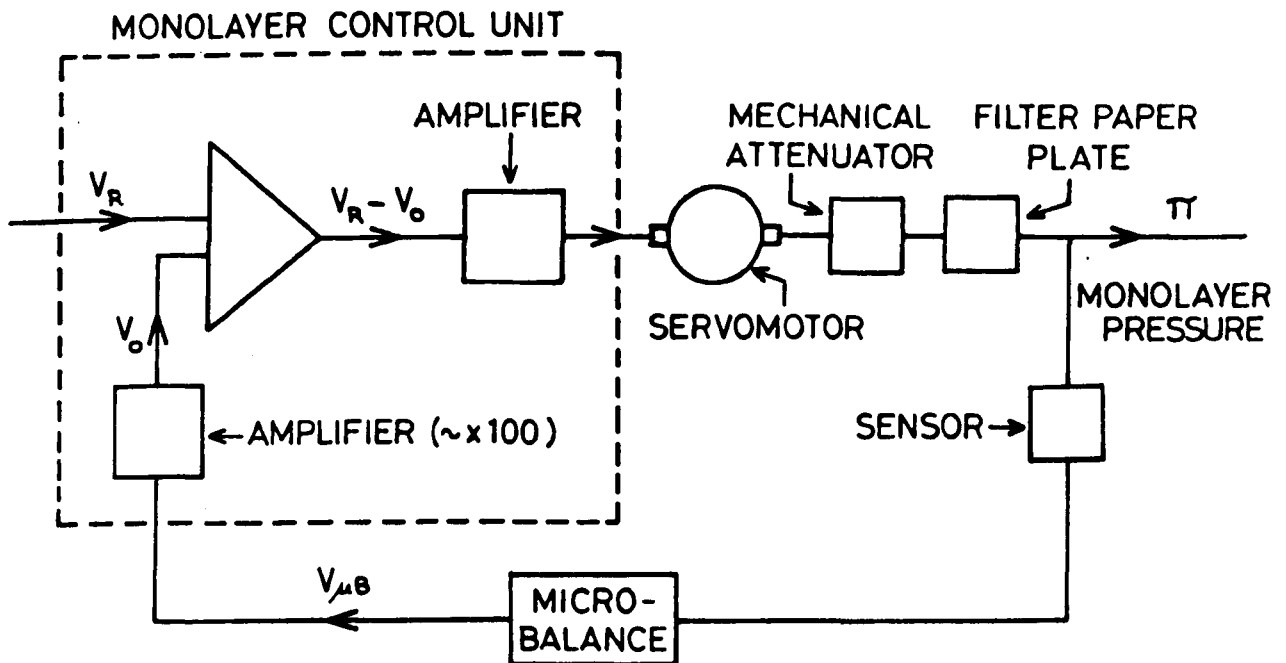 MONOLAYER CONTROL UNIT
AMPLIFIER
MECHANICAL
ATTENUATOR
FILTER PAPER
PLATE
V_R
V_R - V_o
π
V_o
SERVOMOTOR
MONOLAYER
PRESSURE
AMPLIFIER (~x100)
SENSOR
V_μB
MICRO-
BALANCE